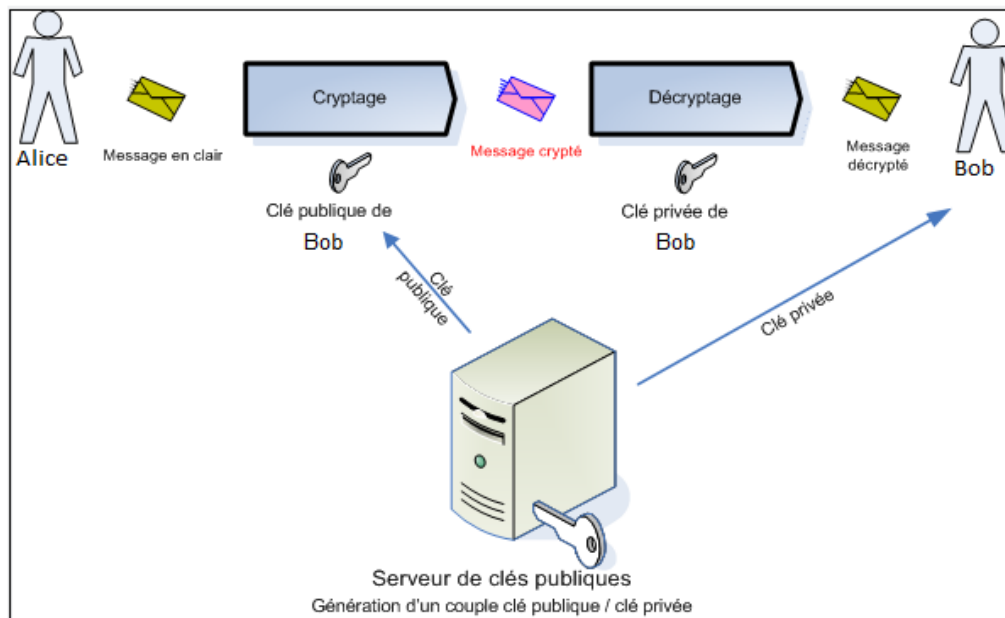 Alice
Message en clair
Cryptage
Clé publique de
Bob
Message crypté
Décryptage
Clé privée de
Bob
Message
décrypté
Bob
Clé
publique
Clé privée
Serveur de clés publiques
Génération d'un couple clé publique / clé privée